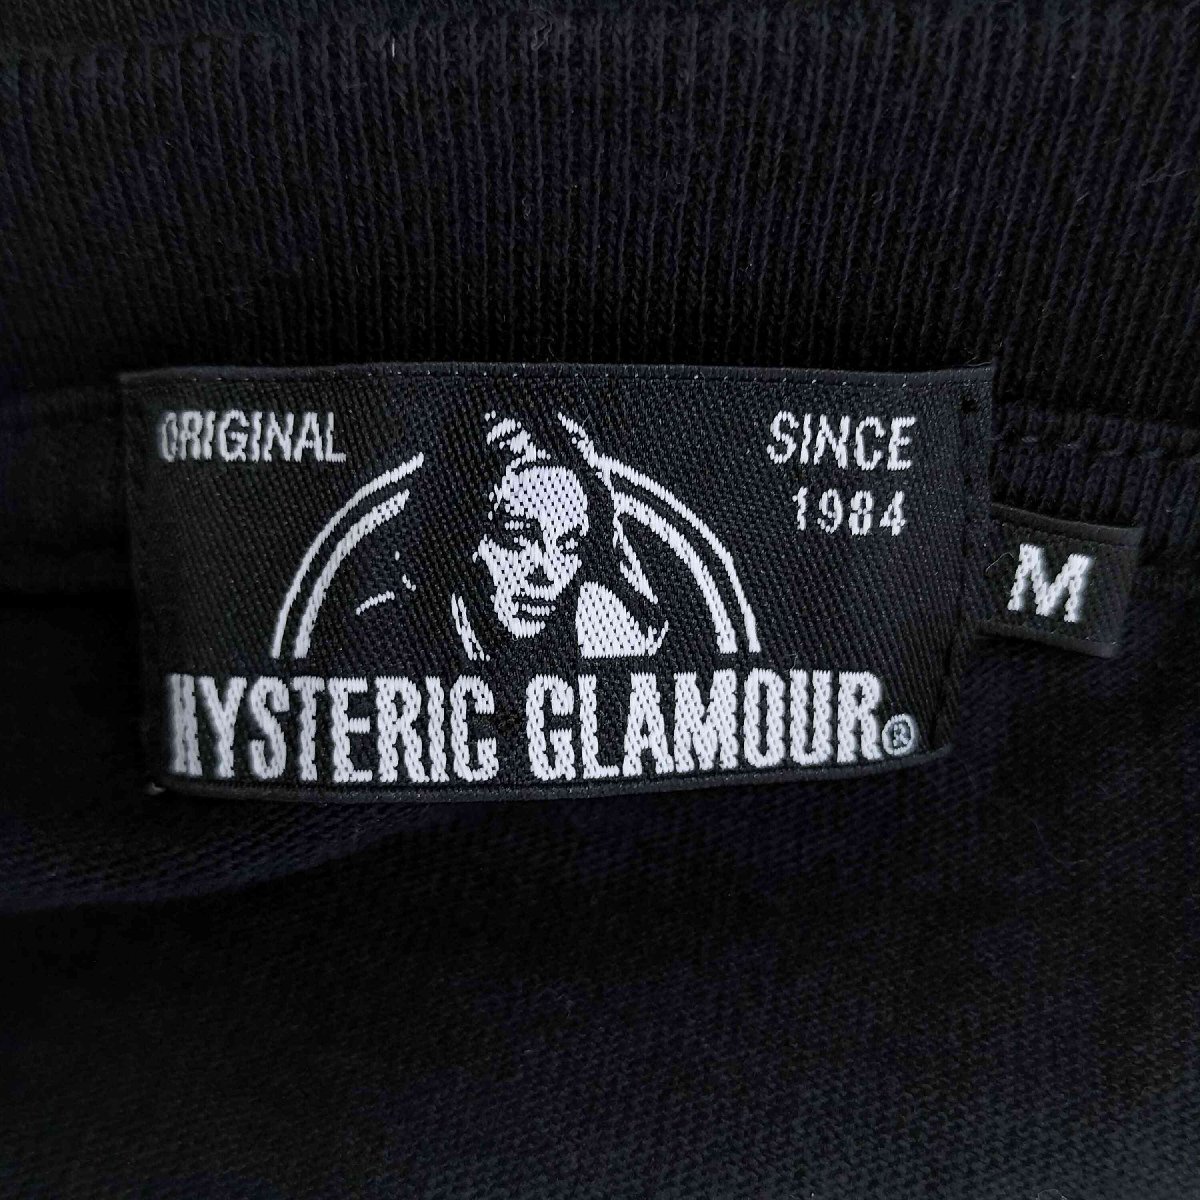 ORIGINAL
SINCE
1984
HYSTERIC GLAMOUR®
M